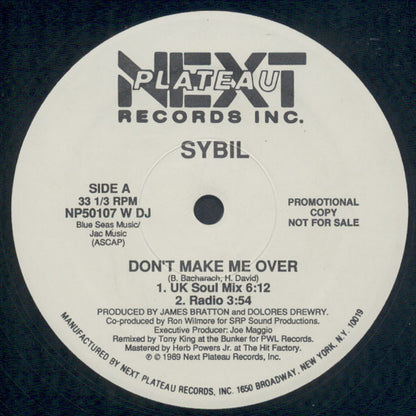 NEXT
PLATEAU
RECORDS INC.
SYBIL
SIDE A
33 1/3 RPM
NP50107 W DJ
Blue Seas Music/
Jac Music
(ASCAP)
PROMOTIONAL
COPY
NOT FOR SALE
DON'T MAKE ME OVER
(B. Bacharach, H. David)
1. UK Soul Mix 6:12
2. Radio 3:54
PRODUCED BY JAMES BRATTON and DOLORES DREWRY.
Co-produced by Ron Wilmore for SRP Sound Productions.
Executive Producer: Joe Maggio
Remixed by Tony King at the Bunker for PWL Records.
Mastered by Herb Powers Jr. at The Hit Factory.
℗ © 1989 Next Plateau Records, Inc.
MANUFACTURED BY NEXT PLATEAU RECORDS, INC. 1650 BROADWAY, NEW YORK, N.Y. 10019